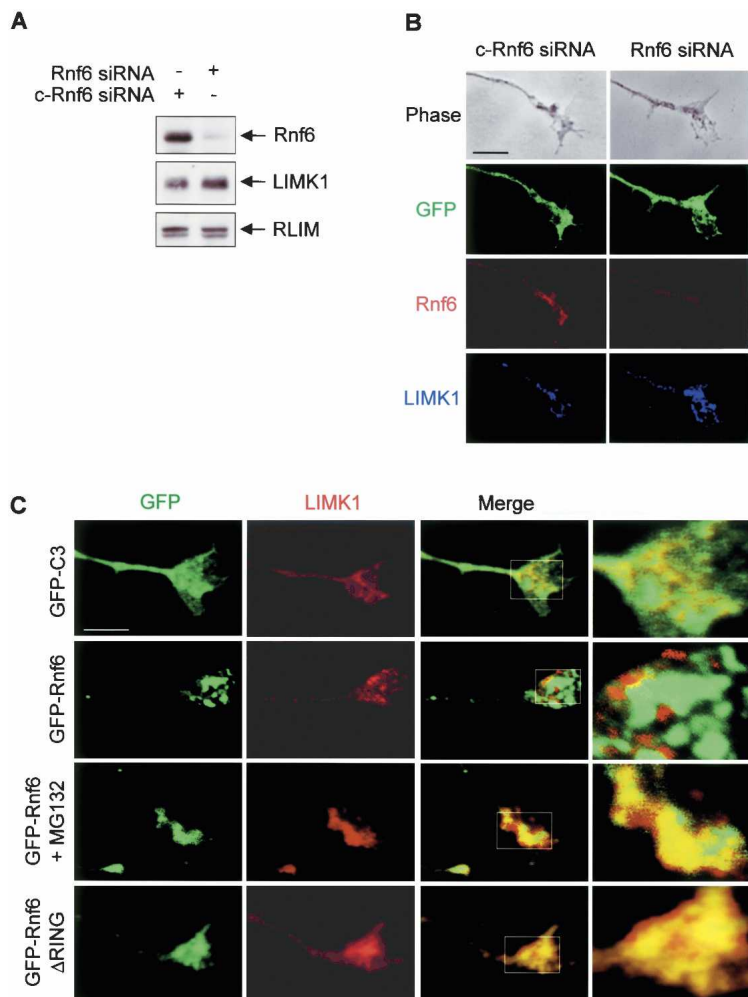 A
Rnf6 siRNA - +
c-Rnf6 siRNA + -
Rnf6
LIMK1
RLIM
B
c-Rnf6 siRNA Rnf6 siRNA
Phase
GFP
Rnf6
LIMK1
C
GFP LIMK1 Merge
GFP-C3
GFP-Rnf6
GFP-Rnf6
+ MG132
GFP-Rnf6
ΔRING